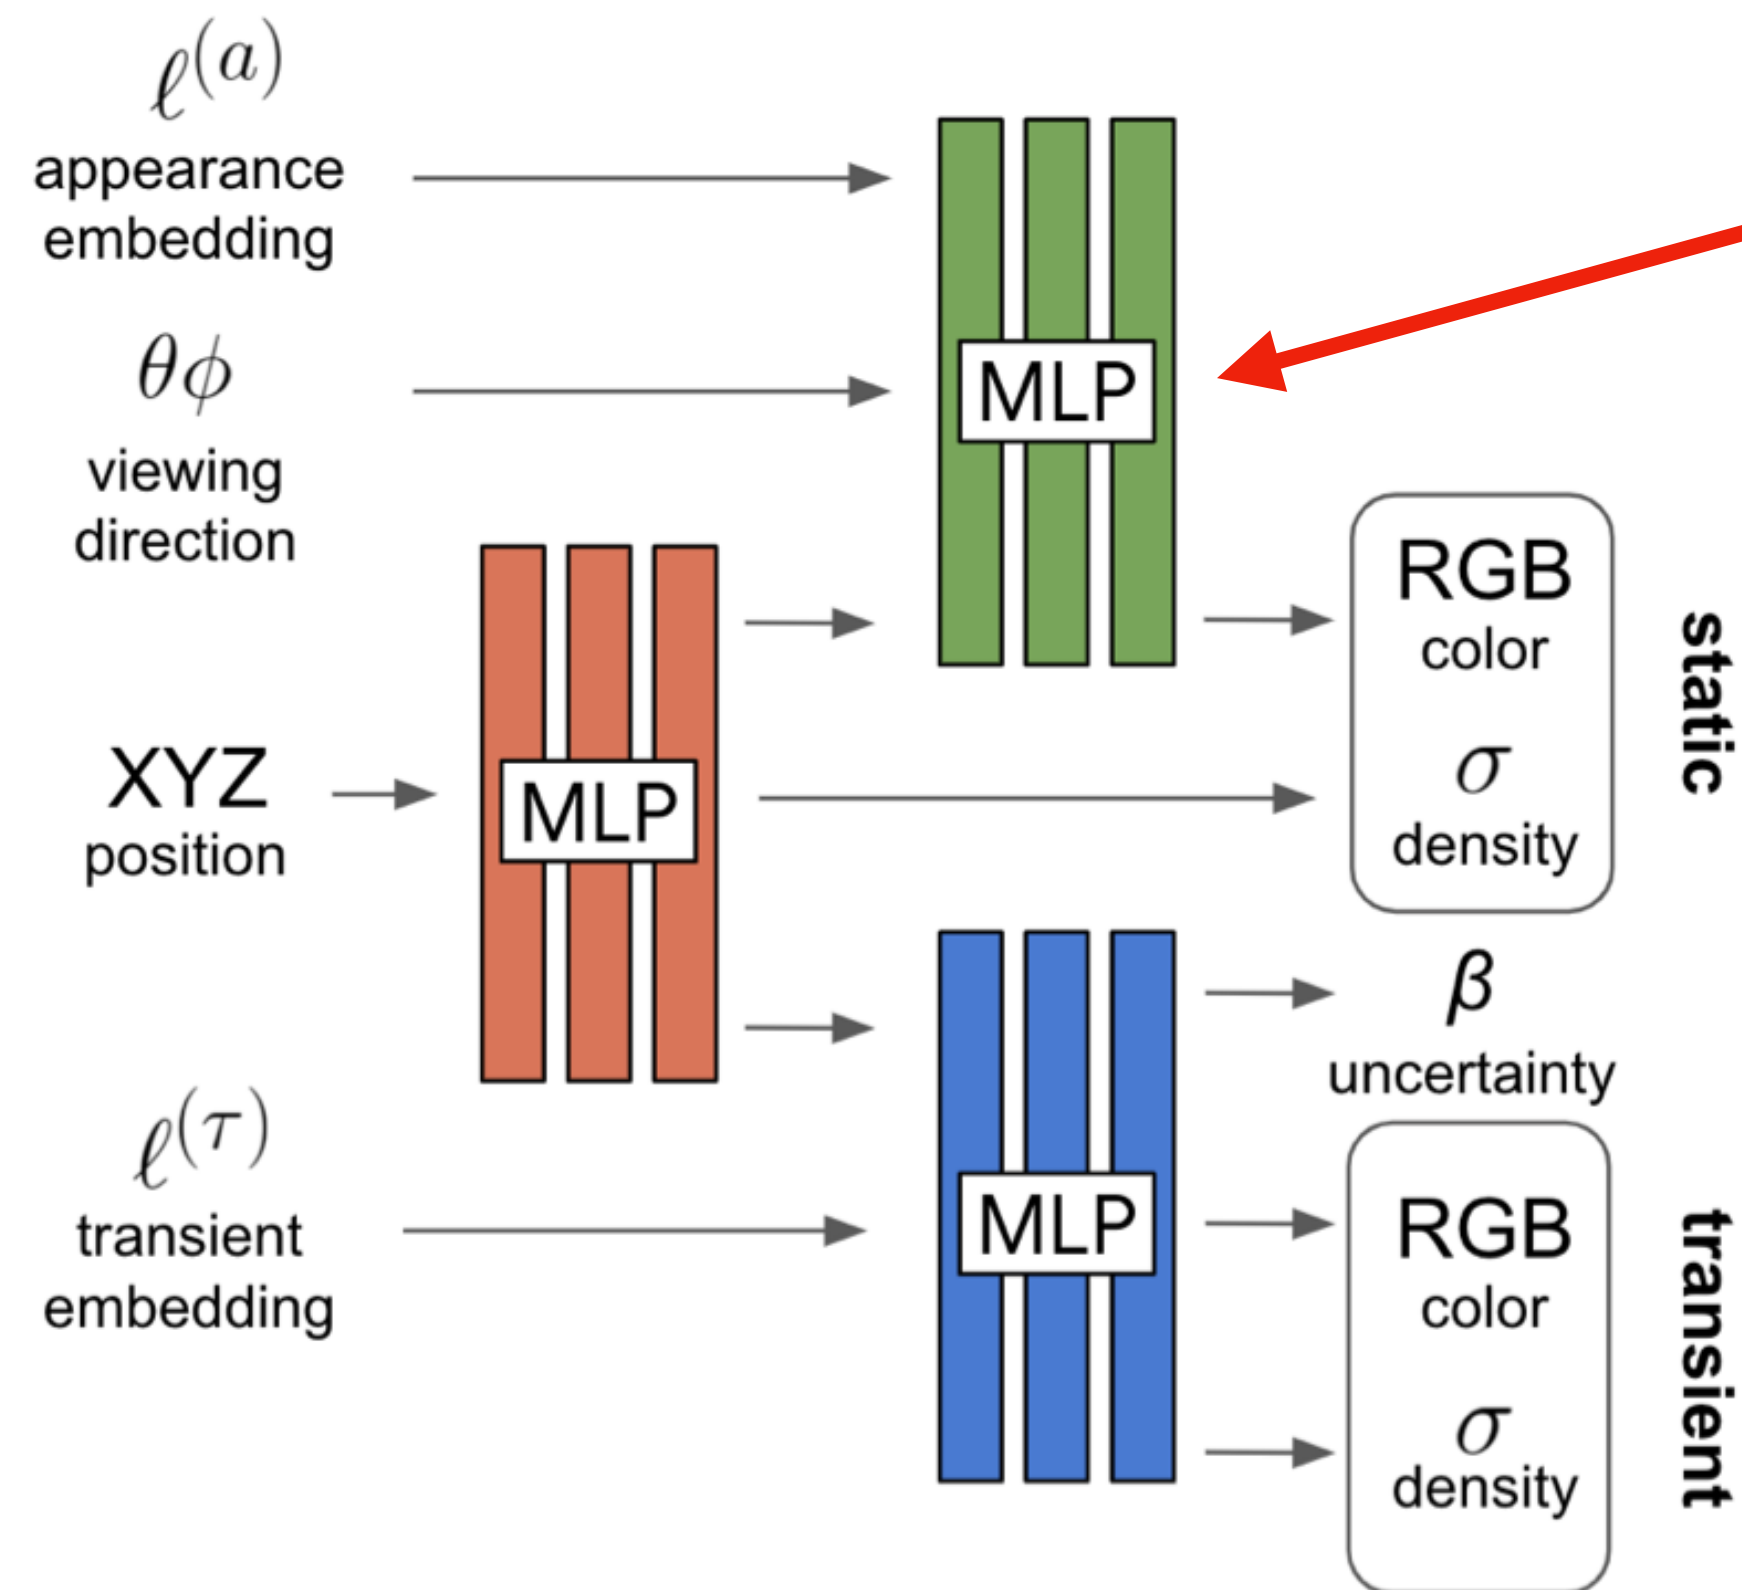 ℓ(a)
appearance
embedding
θϕ
viewing
direction
XYZ
position
ℓ(τ)
transient
embedding
MLP
MLP
MLP
RGB
color
σ
density
static
β
uncertainty
RGB
color
σ
density
transient